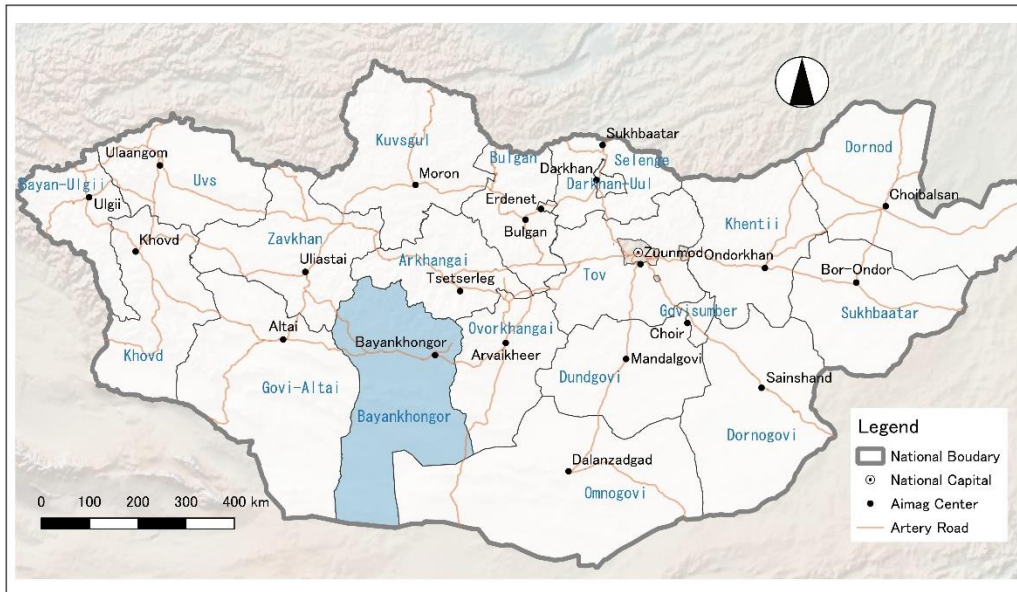 Sukhbaatar
Kuvsgul
Bulgan
Selenge
Dornod
Ulaangom
Darkhan
Bayan-Ulgii
Uvs
Moron
Darkhan-Uul
Ulgii
Erdenet
Choibalsan
Bulgan
Khentii
Khovd
Zavkhan
Arkhangai
Zuunmod
Ondorkhan
Uliastai
Tov
Bor-Ondor
Tsetserleg
Govisumber
Sukhbaatar
Altai
Ovorkhangai
Choir
Khovd
Bayankhongor
Arvaikheer
Mandalgovi
Govi-Altai
Dundgovi
Sainshand
Bayankhongor
Dornogovi
Legend
National Boudary
Dalanzadgad
National Capital
Omnogovi
Aimag Center
Artery Road
0 100 200 300 400 km